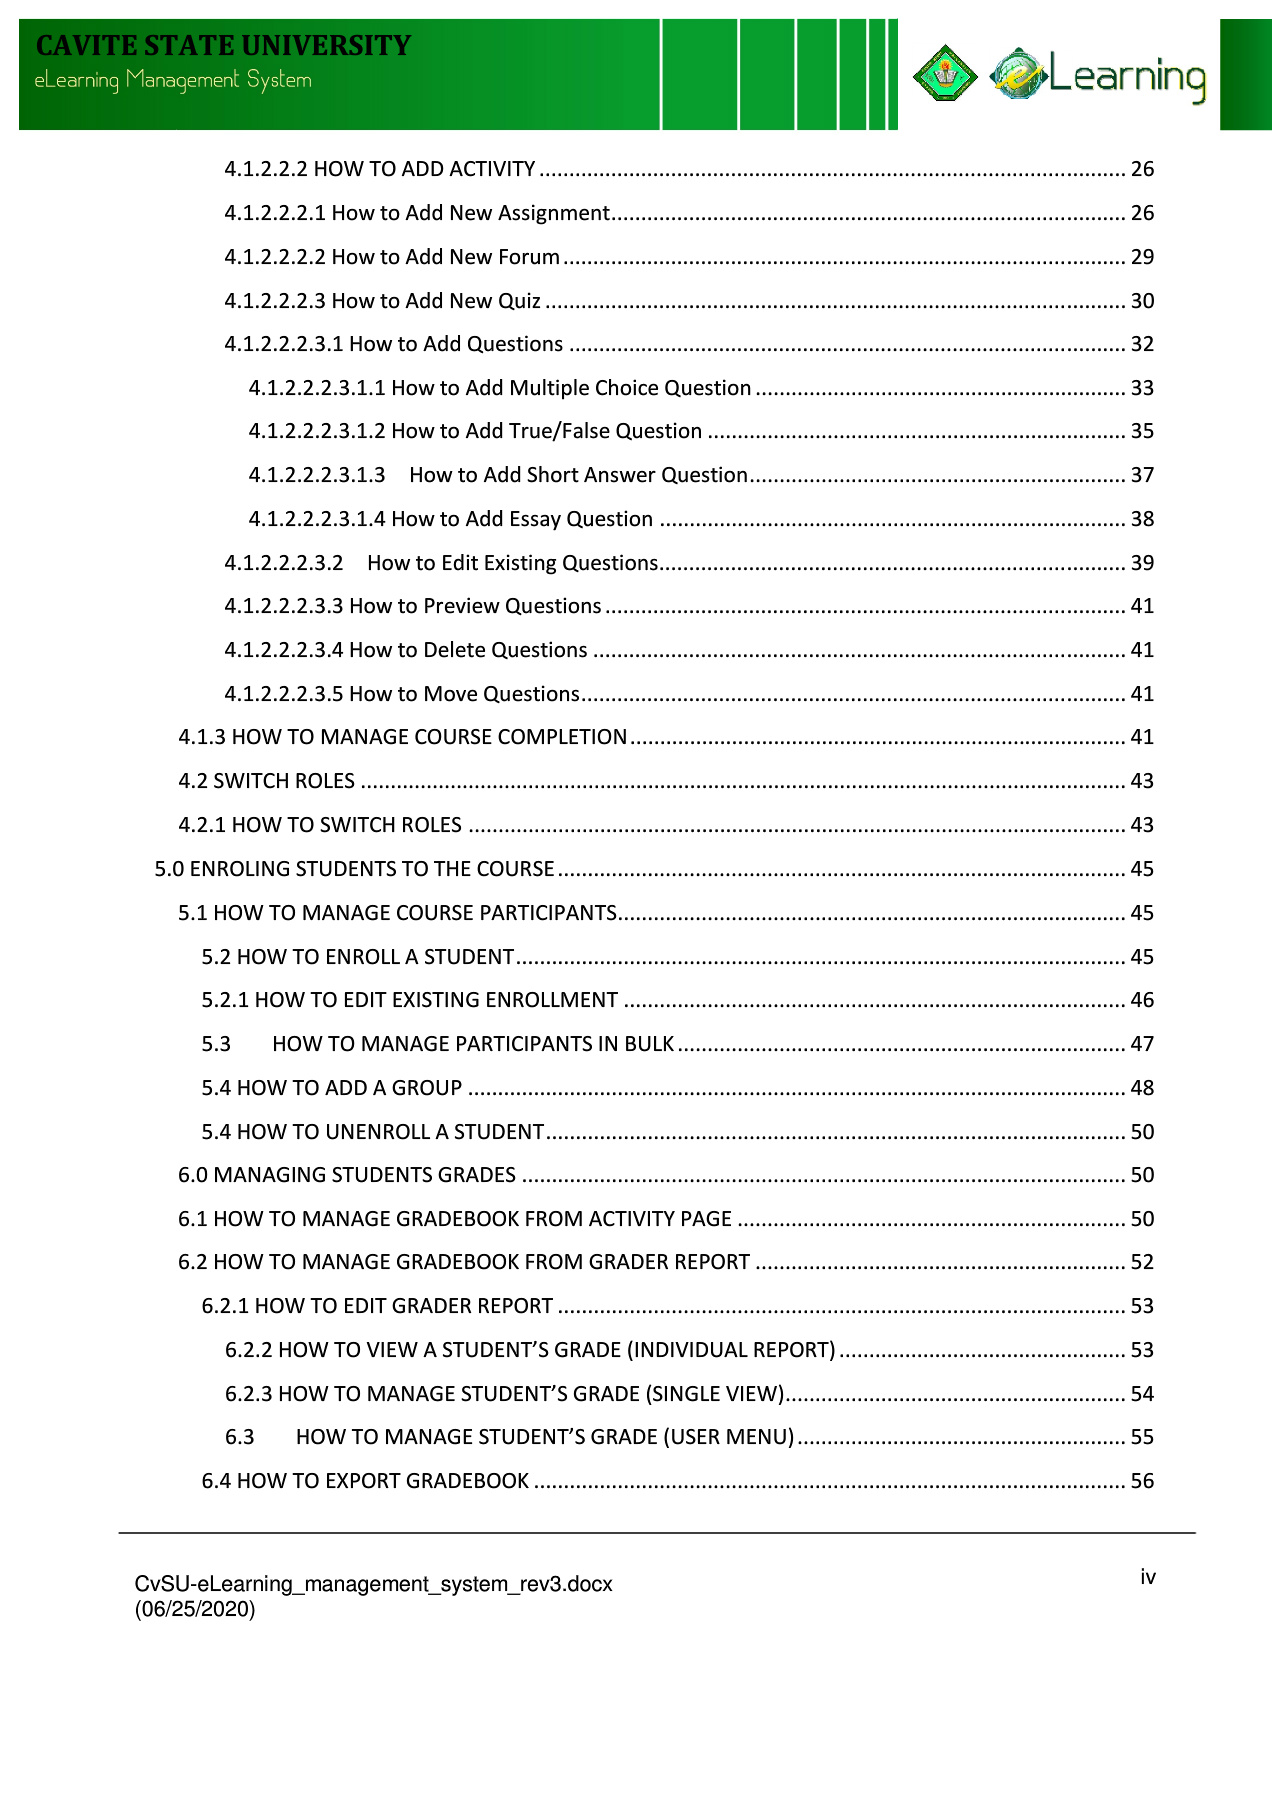 CAVITE STATE UNIVERSITY
eLearning Management System
eLearning
4.1.2.2.2 HOW TO ADD ACTIVITY ........................ 26
4.1.2.2.2.1 How to Add New Assignment........................ 26
4.1.2.2.2.2 How to Add New Forum ........................ 29
4.1.2.2.2.3 How to Add New Quiz ........................ 30
4.1.2.2.2.3.1 How to Add Questions ........................ 32
4.1.2.2.2.3.1.1 How to Add Multiple Choice Question ........................ 33
4.1.2.2.2.3.1.2 How to Add True/False Question ........................ 35
4.1.2.2.2.3.1.3 How to Add Short Answer Question........................ 37
4.1.2.2.2.3.1.4 How to Add Essay Question ........................ 38
4.1.2.2.2.3.2 How to Edit Existing Questions........................ 39
4.1.2.2.2.3.3 How to Preview Questions ........................ 41
4.1.2.2.2.3.4 How to Delete Questions ........................ 41
4.1.2.2.2.3.5 How to Move Questions........................ 41
4.1.3 HOW TO MANAGE COURSE COMPLETION ........................ 41
4.2 SWITCH ROLES ........................ 43
4.2.1 HOW TO SWITCH ROLES ........................ 43
5.0 ENROLING STUDENTS TO THE COURSE ........................ 45
5.1 HOW TO MANAGE COURSE PARTICIPANTS........................ 45
5.2 HOW TO ENROLL A STUDENT ........................ 45
5.2.1 HOW TO EDIT EXISTING ENROLLMENT ........................ 46
5.3 HOW TO MANAGE PARTICIPANTS IN BULK ........................ 47
5.4 HOW TO ADD A GROUP ........................ 48
5.4 HOW TO UNENROLL A STUDENT ........................ 50
6.0 MANAGING STUDENTS GRADES ........................ 50
6.1 HOW TO MANAGE GRADEBOOK FROM ACTIVITY PAGE ........................ 50
6.2 HOW TO MANAGE GRADEBOOK FROM GRADER REPORT ........................ 52
6.2.1 HOW TO EDIT GRADER REPORT ........................ 53
6.2.2 HOW TO VIEW A STUDENT’S GRADE (INDIVIDUAL REPORT) ........................ 53
6.2.3 HOW TO MANAGE STUDENT’S GRADE (SINGLE VIEW)........................ 54
6.3 HOW TO MANAGE STUDENT’S GRADE (USER MENU) ........................ 55
6.4 HOW TO EXPORT GRADEBOOK ........................ 56
CvSU-eLearning_management_system_rev3.docx
(06/25/2020)
iv